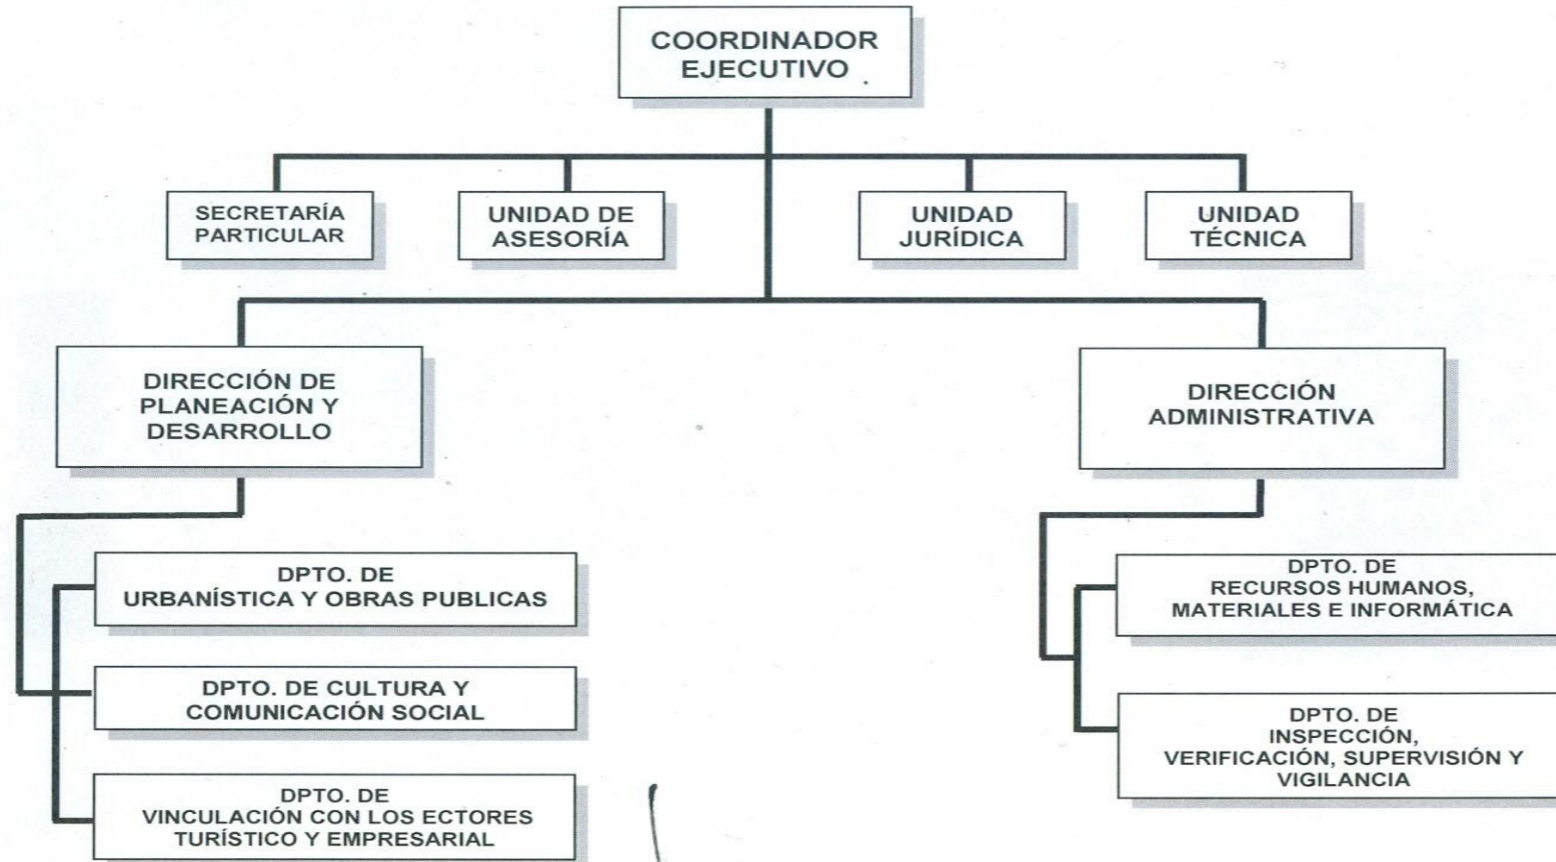 COORDINADOR
EJECUTIVO
SECRETARÍA
PARTICULAR
UNIDAD DE
ASESORÍA
UNIDAD
JURÍDICA
UNIDAD
TÉCNICA
DIRECCIÓN DE
PLANEACIÓN Y
DESARROLLO
DIRECCIÓN
ADMINISTRATIVA
DPTO. DE
URBANÍSTICA Y OBRAS PUBLICAS
DPTO. DE CULTURA Y
COMUNICACIÓN SOCIAL
DPTO. DE
VINCULACIÓN CON LOS ECTORES
TURÍSTICO Y EMPRESARIAL
DPTO. DE
RECURSOS HUMANOS,
MATERIALES E INFORMÁTICA
DPTO. DE
INSPECCIÓN,
VERIFICACIÓN, SUPERVISIÓN Y
VIGILANCIA